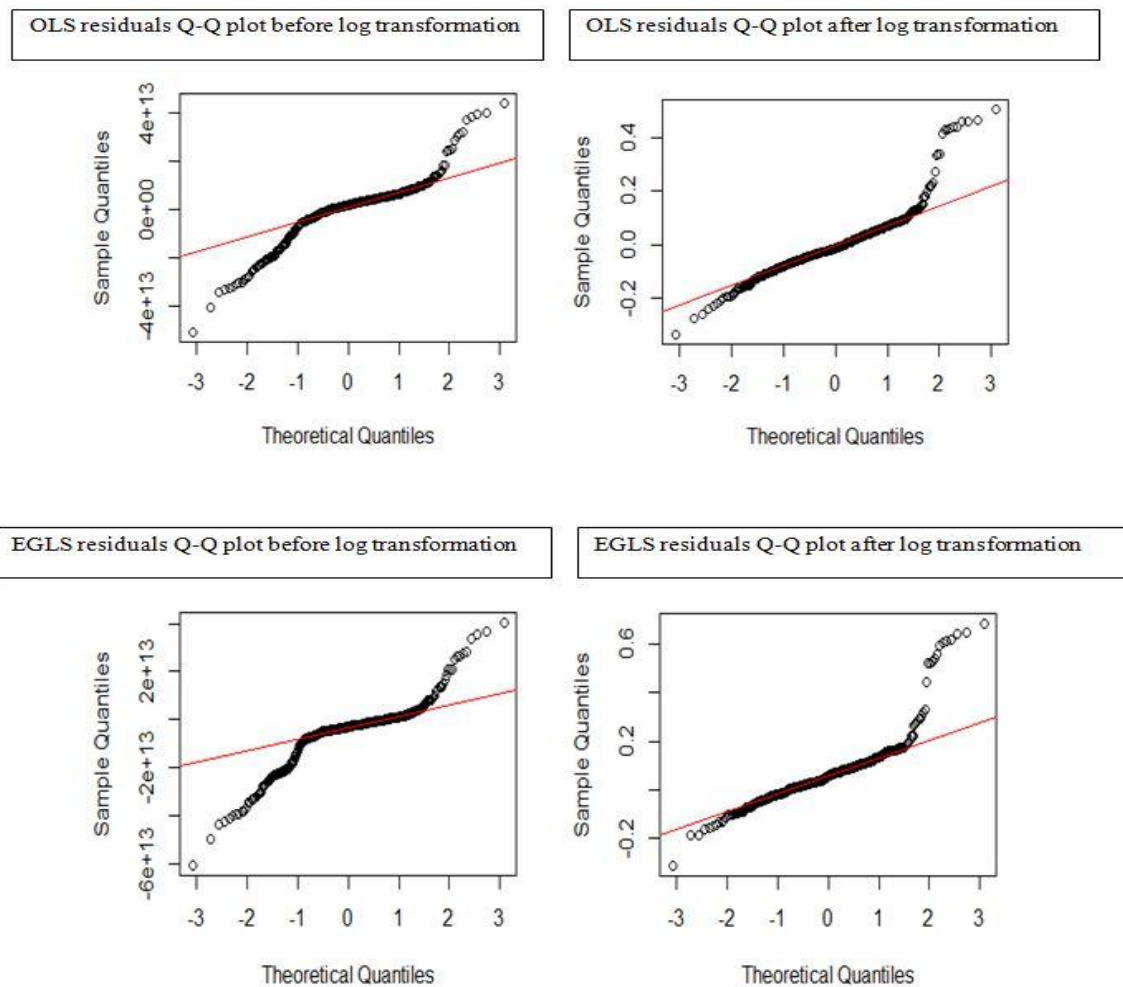 OLS residuals Q-Q plot before log transformation
OLS residuals Q-Q plot after log transformation
Sample Quantiles
4e+13
0e+00
-4e+13
-3 -2 -1 0 1 2 3
Theoretical Quantiles
Sample Quantiles
0.4
0.2
0.0
-0.2
-3 -2 -1 0 1 2 3
Theoretical Quantiles
EGLS residuals Q-Q plot before log transformation
EGLS residuals Q-Q plot after log transformation
Sample Quantiles
2e+13
-2e+13
-6e+13
-3 -2 -1 0 1 2 3
Theoretical Quantiles
Sample Quantiles
0.6
0.2
-0.2
-3 -2 -1 0 1 2 3
Theoretical Quantiles